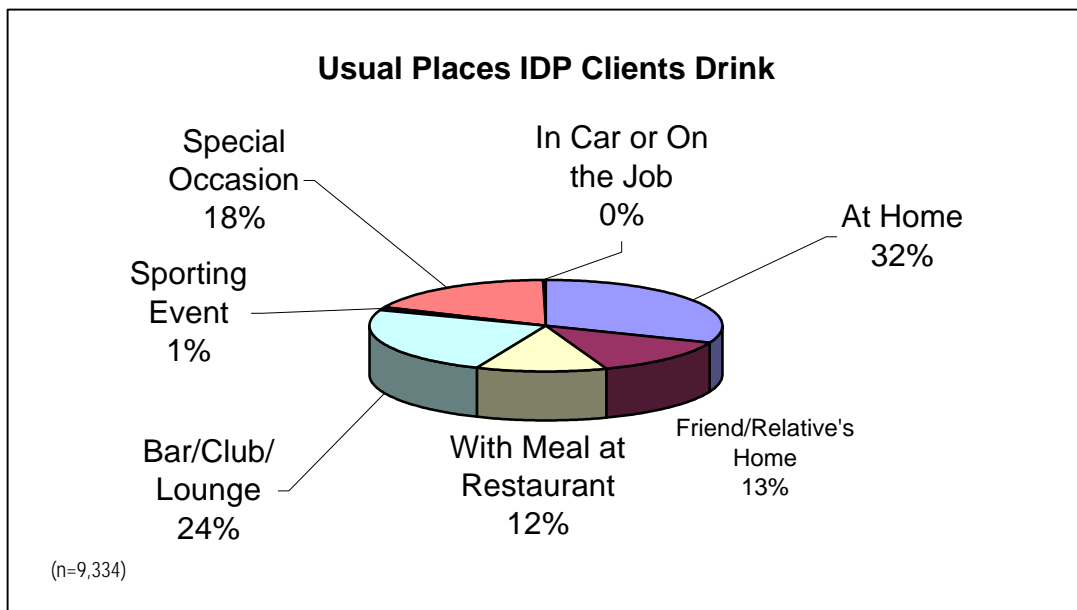 Usual Places IDP Clients Drink
Special
Occasion
18%
In Car or On
the Job
0%
At Home
32%
Sporting
Event
1%
Bar/Club/
Lounge
24%
With Meal at
Restaurant
12%
Friend/Relative's
Home
13%
(n=9,334)